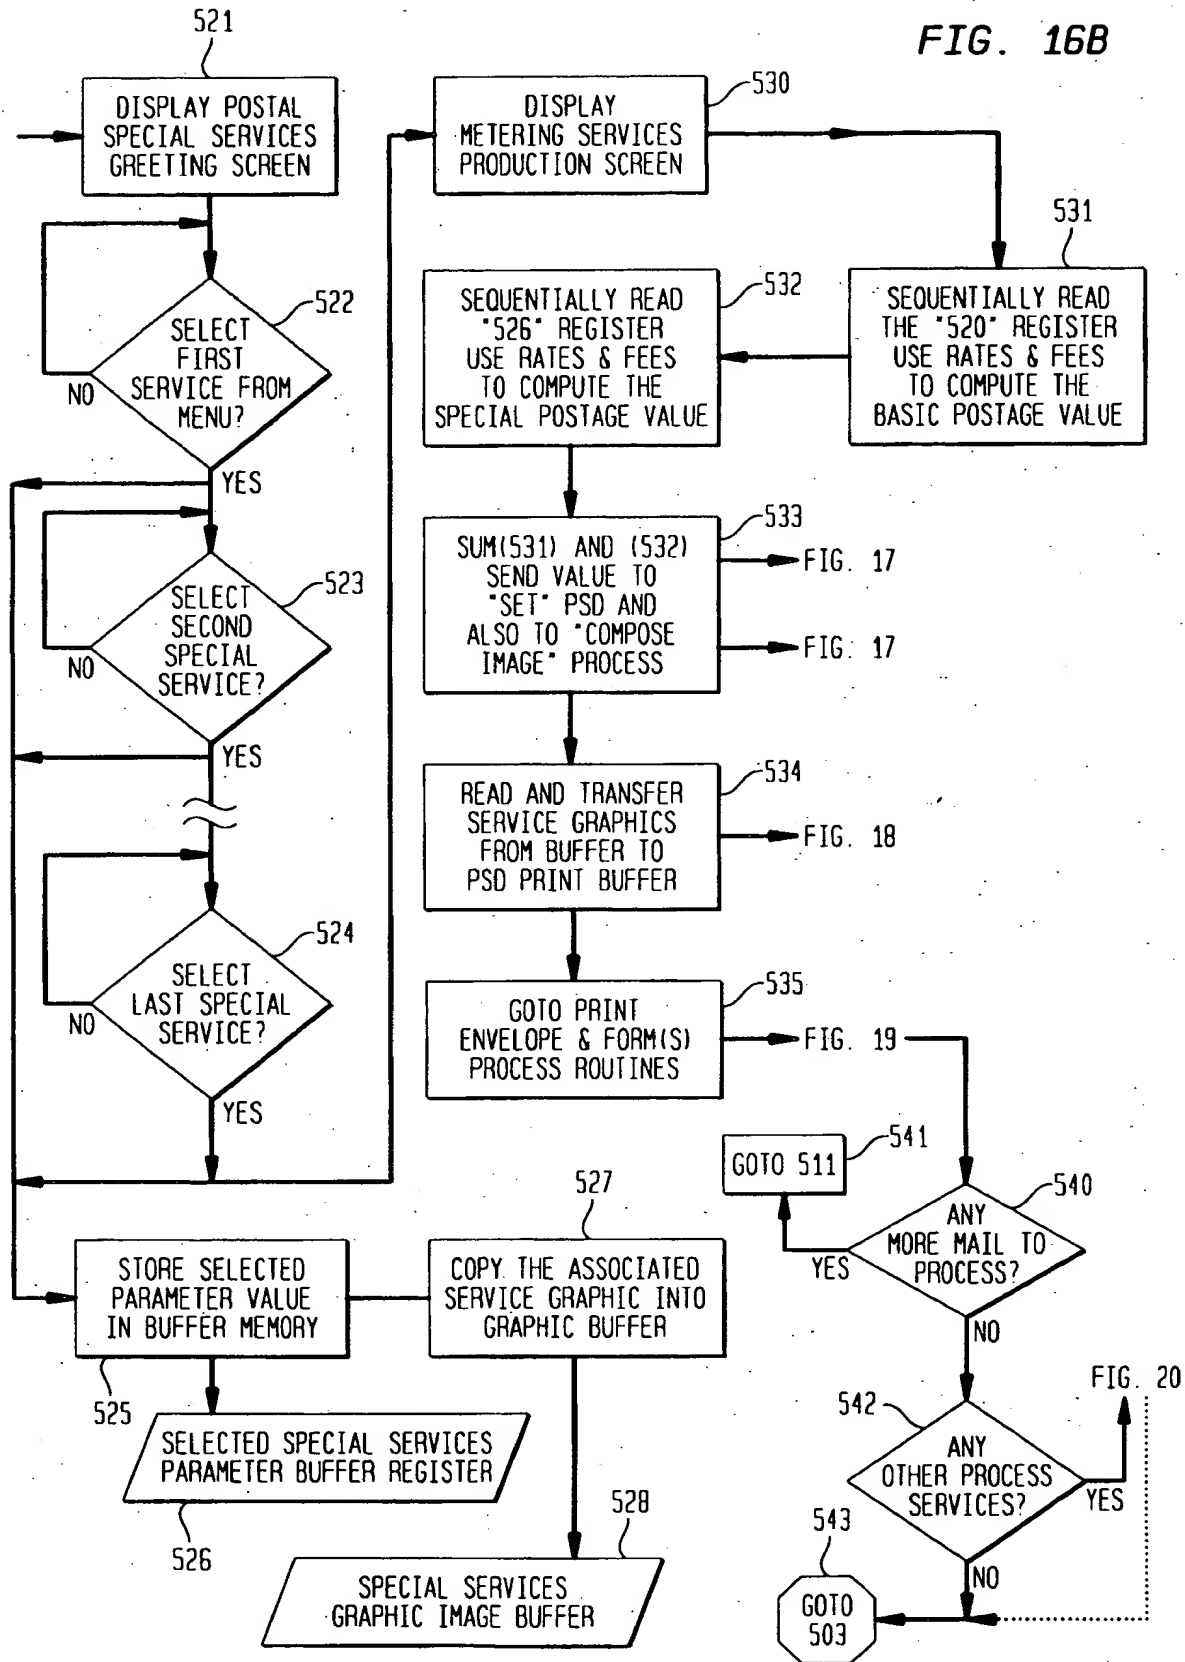 FIG. 16B
521
DISPLAY POSTAL
SPECIAL SERVICES
GREETING SCREEN
522
SELECT
FIRST
SERVICE FROM
MENU?
NO
YES
523
SELECT
SECOND
SPECIAL
SERVICE?
NO
YES
524
SELECT
LAST SPECIAL
SERVICE?
NO
YES
STORE SELECTED
PARAMETER VALUE
IN BUFFER MEMORY
525
SELECTED SPECIAL SERVICES
PARAMETER BUFFER REGISTER
526
527
COPY THE ASSOCIATED
SERVICE GRAPHIC INTO
GRAPHIC BUFFER
528
SPECIAL SERVICES
GRAPHIC IMAGE BUFFER
530
DISPLAY
METERING SERVICES
PRODUCTION SCREEN
531
SEQUENTIALLY READ
THE "520" REGISTER
USE RATES & FEES
TO COMPUTE THE
BASIC POSTAGE VALUE
532
SEQUENTIALLY READ
"526" REGISTER
USE RATES & FEES
TO COMPUTE THE
SPECIAL POSTAGE VALUE
533
SUM(531) AND (532)
SEND VALUE TO
"SET" PSD AND
ALSO TO "COMPOSE
IMAGE" PROCESS
FIG. 17
FIG. 17
534
READ AND TRANSFER
SERVICE GRAPHICS
FROM BUFFER TO
PSD PRINT BUFFER
FIG. 18
535
GOTO PRINT
ENVELOPE & FORM(S)
PROCESS ROUTINES
FIG. 19
540
ANY
MORE MAIL TO
PROCESS?
YES
541
GOTO 511
NO
542
ANY
OTHER PROCESS
SERVICES?
YES
FIG. 20
NO
543
GOTO
503